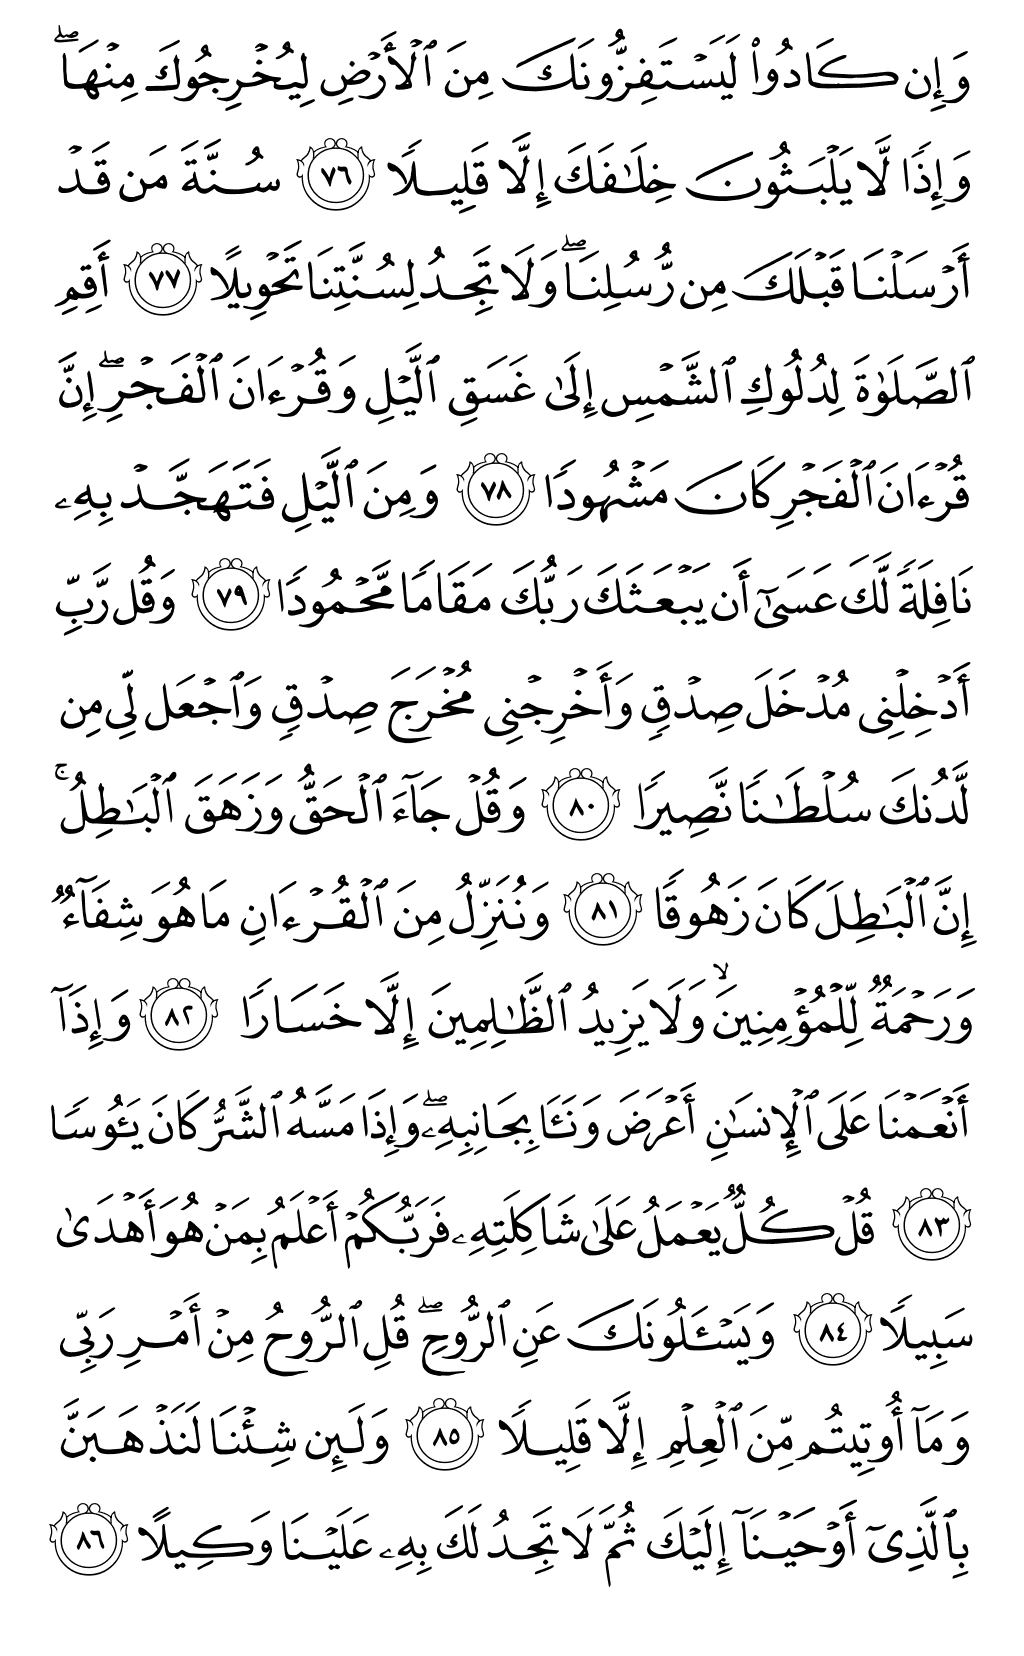 وَإِن كَادُوا۟ لَيَسْتَفِزُّونَكَ مِنَ ٱلْأَرْضِ لِيُخْرِجُوكَ مِنْهَا ۖ
وَإِذًا لَّا يَلْبَثُونَ خِلَـٰفَكَ إِلَّا قَلِيلًا ٧٦ سُنَّةَ مَن قَدْ
أَرْسَلْنَا قَبْلَكَ مِن رُّسُلِنَا ۖ وَلَا تَجِدُ لِسُنَّتِنَا تَحْوِيلًا ٧٧ أَقِمِ
ٱلصَّلَوٰةَ لِدُلُوكِ ٱلشَّمْسِ إِلَىٰ غَسَقِ ٱلَّيْلِ وَقُرْءَانَ ٱلْفَجْرِ ۖ إِنَّ
قُرْءَانَ ٱلْفَجْرِ كَانَ مَشْهُودًا ٧٨ وَمِنَ ٱلَّيْلِ فَتَهَجَّدْ بِهِۦ
نَافِلَةً لَّكَ عَسَىٰٓ أَن يَبْعَثَكَ رَبُّكَ مَقَامًا مَّحْمُودًا ٧٩ وَقُل رَّبِّ
أَدْخِلْنِى مُدْخَلَ صِدْقٍ وَأَخْرِجْنِى مُخْرَجَ صِدْقٍ وَٱجْعَل لِّى مِن
لَّدُنكَ سُلْطَـٰنًا نَّصِيرًا ٨٠ وَقُلْ جَآءَ ٱلْحَقُّ وَزَهَقَ ٱلْبَـٰطِلُ ۚ
إِنَّ ٱلْبَـٰطِلَ كَانَ زَهُوقًا ٨١ وَنُنَزِّلُ مِنَ ٱلْقُرْءَانِ مَا هُوَ شِفَآءٌ
وَرَحْمَةٌ لِّلْمُؤْمِنِينَ ۙ وَلَا يَزِيدُ ٱلظَّـٰلِمِينَ إِلَّا خَسَارًا ٨٢ وَإِذَآ
أَنْعَمْنَا عَلَى ٱلْإِنسَـٰنِ أَعْرَضَ وَنَـَٔا بِجَانِبِهِۦ ۖ وَإِذَا مَسَّهُ ٱلشَّرُّ كَانَ يَـُٔوسًا
٨٣ قُلْ كُلٌّ يَعْمَلُ عَلَىٰ شَاكِلَتِهِۦ فَرَبُّكُمْ أَعْلَمُ بِمَنْ هُوَ أَهْدَىٰ
سَبِيلًا ٨٤ وَيَسْـَٔلُونَكَ عَنِ ٱلرُّوحِ ۖ قُلِ ٱلرُّوحُ مِنْ أَمْرِ رَبِّى
وَمَآ أُوتِيتُم مِّنَ ٱلْعِلْمِ إِلَّا قَلِيلًا ٨٥ وَلَئِن شِئْنَا لَنَذْهَبَنَّ
بِٱلَّذِىٓ أَوْحَيْنَآ إِلَيْكَ ثُمَّ لَا تَجِدُ لَكَ بِهِۦ عَلَيْنَا وَكِيلًا ٨٦